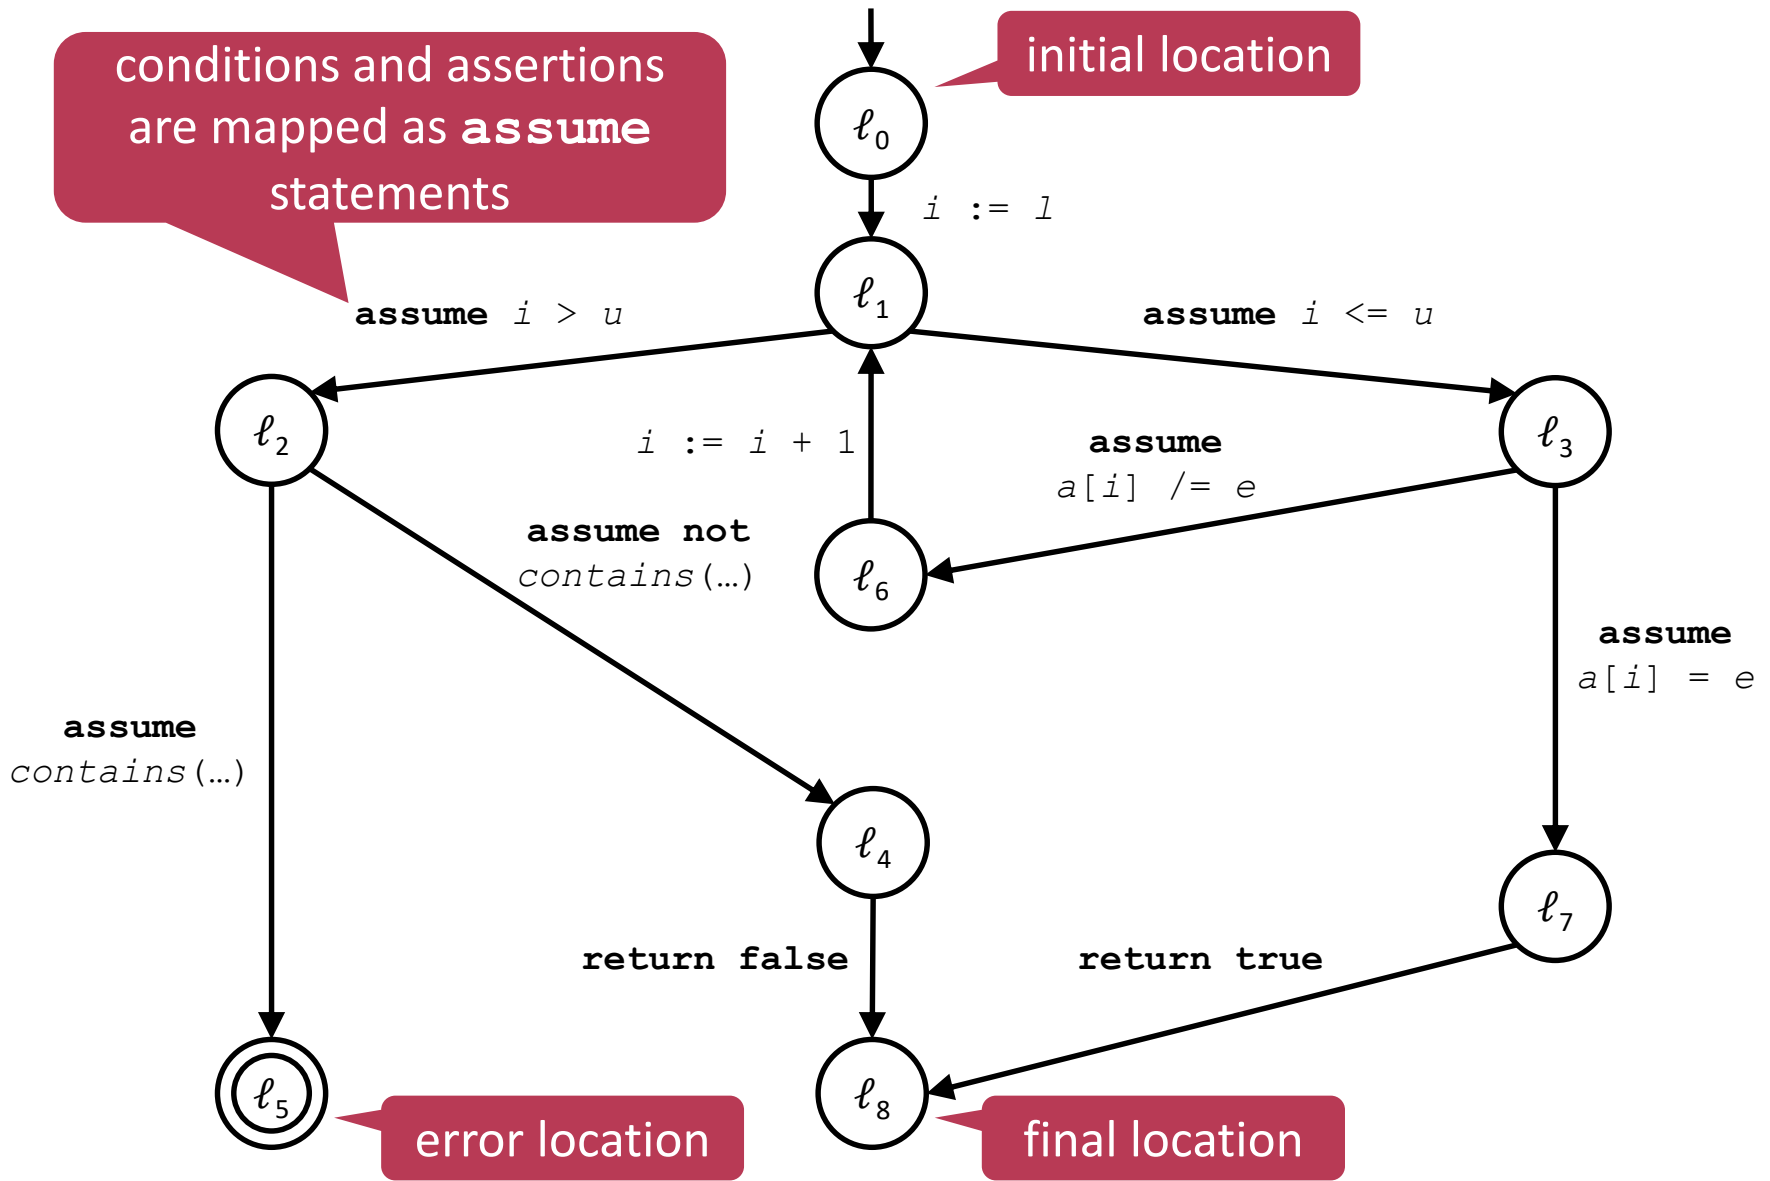 conditions and assertions
are mapped as assume
statements
initial location
ℓ0
i := l
ℓ1
assume i > u
assume i <= u
ℓ2
ℓ3
i := i + 1
assume
a[i] /= e
assume not
contains(…)
ℓ6
assume
a[i] = e
assume
contains(…)
ℓ4
ℓ7
return false
return true
ℓ5
ℓ8
error location
final location